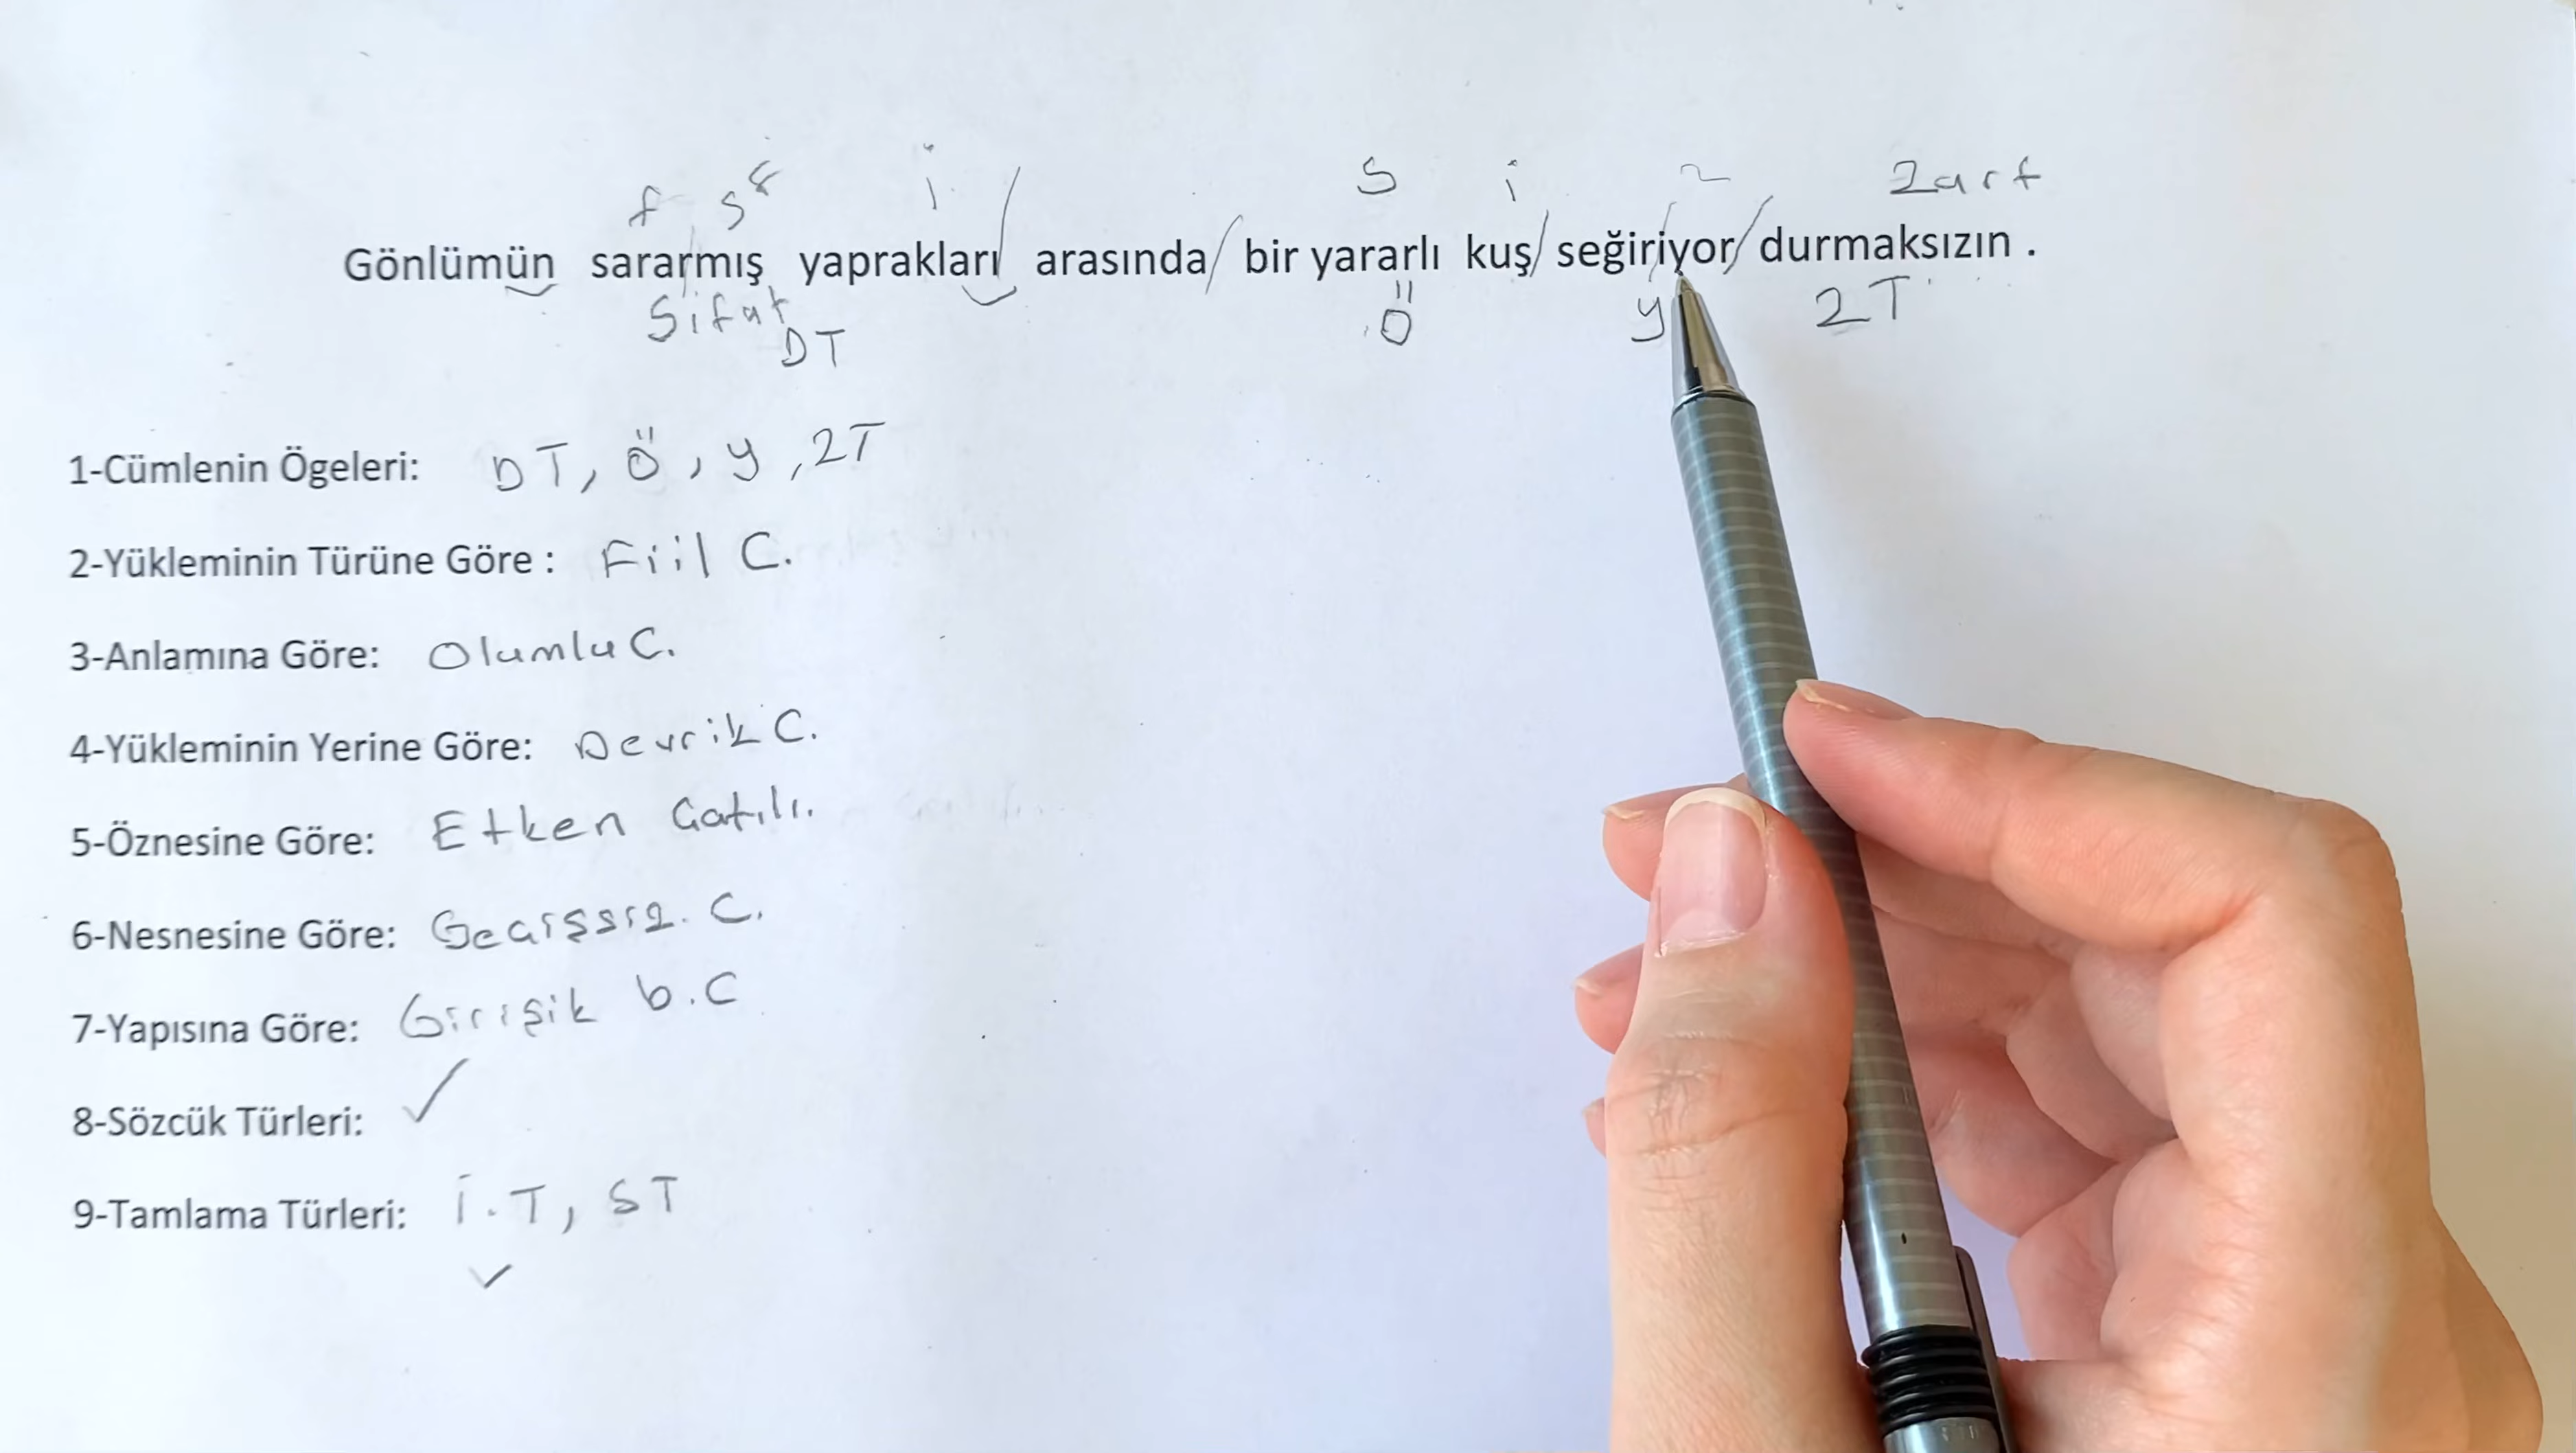 f s f i S i Zarf
Gönlümün sararmış yaprakları arasında / bir yararlı kuş / seğiriyor / durmaksızın .
Sıfat Ö y ZT
DT
1-Cümlenin Ögeleri: DT, Ö, y, ZT
2-Yükleminin Türüne Göre : Fiil C.
3-Anlamına Göre: Olumlu C.
4-Yükleminin Yerine Göre: Devrik C.
5-Öznesine Göre: Etken Çatılı.
6-Nesnesine Göre: Geçişsiz. C.
7-Yapısına Göre: Girişik b.C
8-Sözcük Türleri: ✓
9-Tamlama Türleri: İ.T, ST
✓